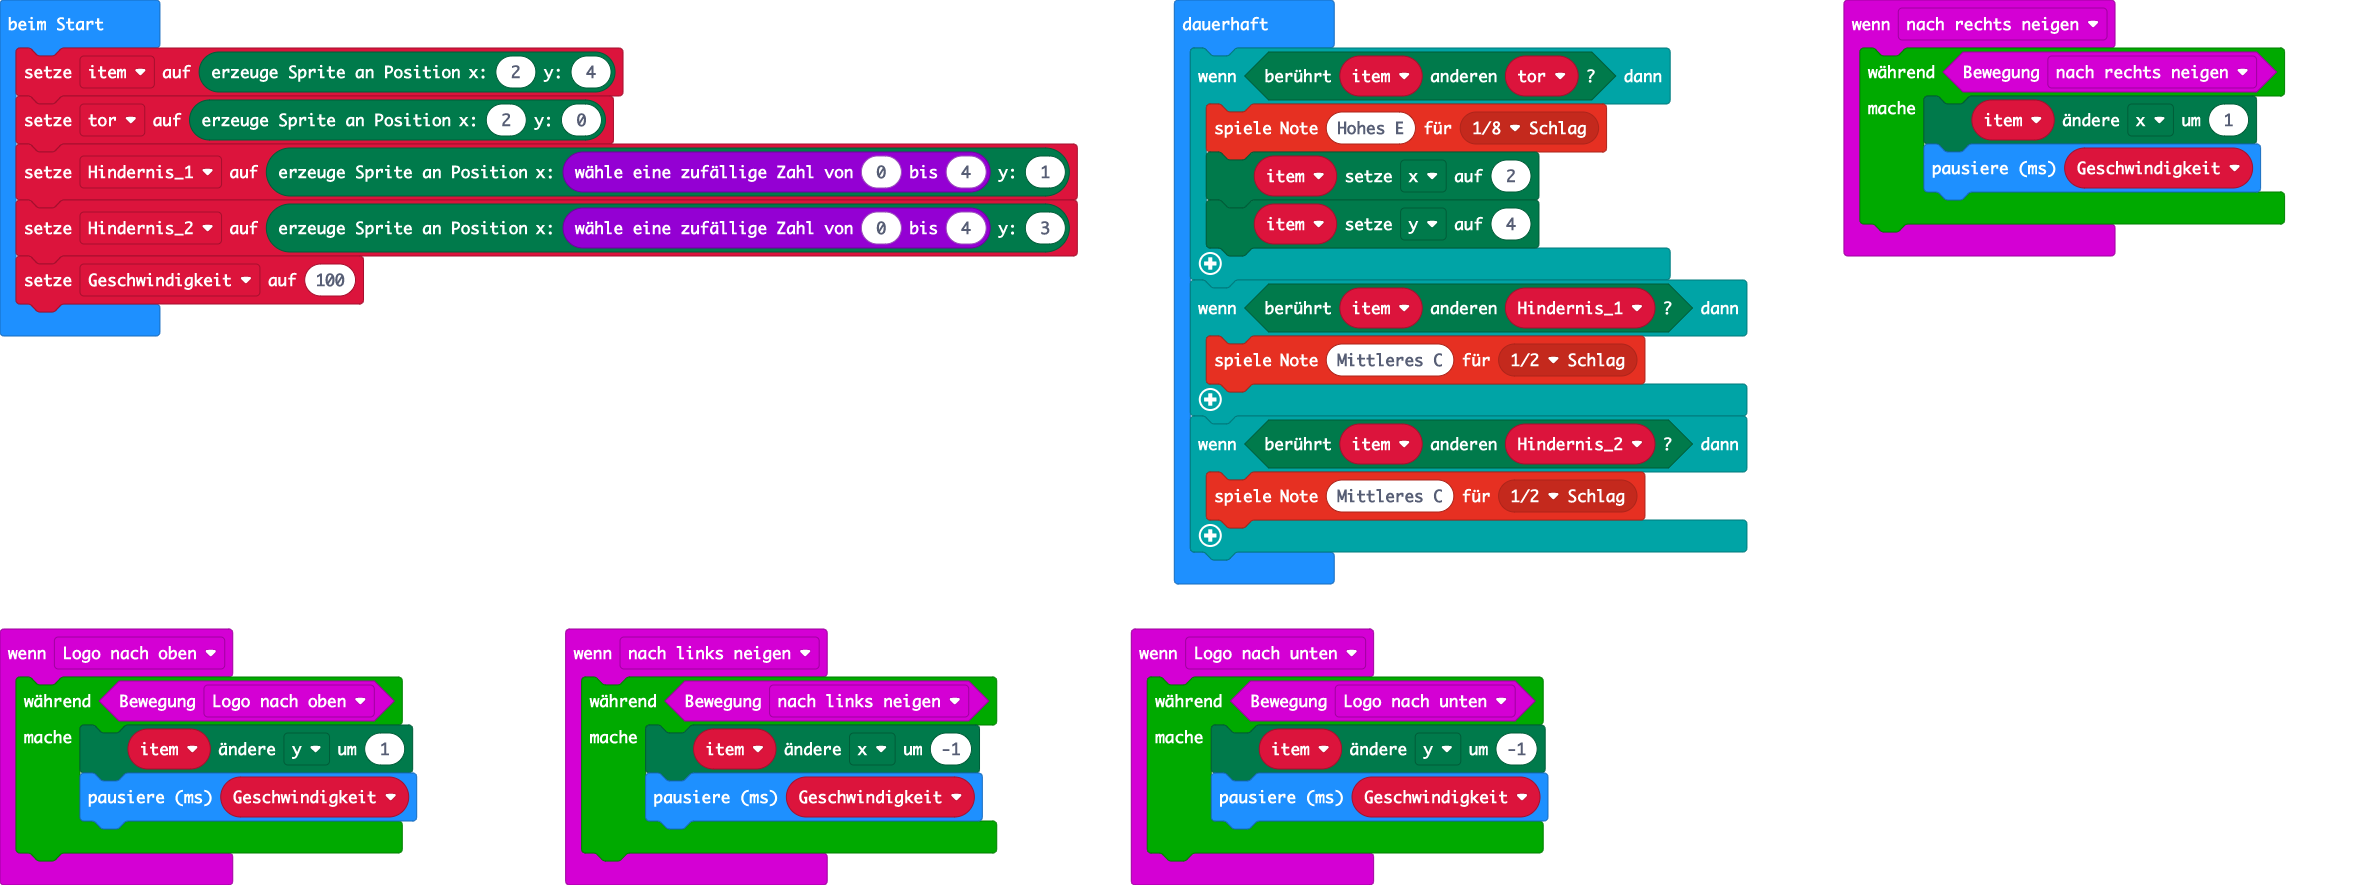 beim Start
setze item auf erzeuge Sprite an Position x: 2 y: 4
setze tor auf erzeuge Sprite an Position x: 2 y: 0
setze Hindernis_1 auf erzeuge Sprite an Position x: wähle eine zufällige Zahl von 0 bis 4 y: 1
setze Hindernis_2 auf erzeuge Sprite an Position x: wähle eine zufällige Zahl von 0 bis 4 y: 3
setze Geschwindigkeit auf 100
dauerhaft
wenn berührt item anderen tor ? dann
spiele Note Hohes E für 1/8 Schlag
item setze x auf 2
item setze y auf 4
wenn berührt item anderen Hindernis_1 ? dann
spiele Note Mittleres C für 1/2 Schlag
wenn berührt item anderen Hindernis_2 ? dann
spiele Note Mittleres C für 1/2 Schlag
wenn nach rechts neigen
während Bewegung nach rechts neigen
mache item ändere x um 1
pausiere (ms) Geschwindigkeit
wenn Logo nach oben
während Bewegung Logo nach oben
mache item ändere y um 1
pausiere (ms) Geschwindigkeit
wenn nach links neigen
während Bewegung nach links neigen
mache item ändere x um -1
pausiere (ms) Geschwindigkeit
wenn Logo nach unten
während Bewegung Logo nach unten
mache item ändere y um -1
pausiere (ms) Geschwindigkeit